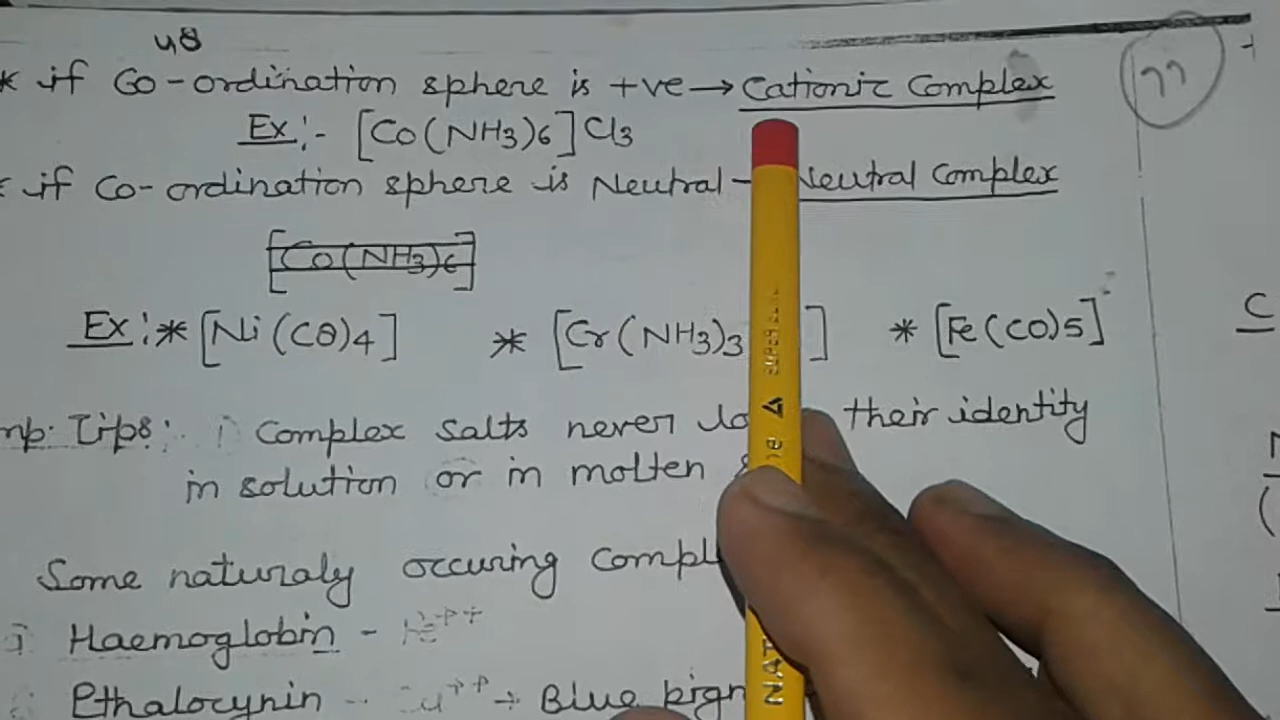 48
* if Co-ordination sphere is +ve → Cationic Complex
Ex:- [Co(NH3)6]Cl3
* if Co-ordination sphere is Neutral - Neutral Complex
[Co(NH3)6]
Ex: * [Ni(CO)4] * [Cr(NH3)3 ] * [Fe(CO)5]
Tips: i Complex salts never their identity
in solution or in molten
Some naturaly occuring
i) Haemoglobin -
Pthalocynin - Blue
C
NAT